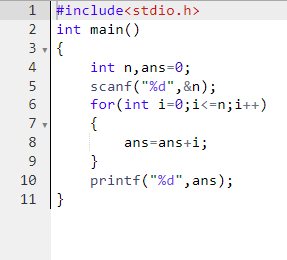 1 #include<stdio.h>
2 int main()
3 {
4     int n,ans=0;
5     scanf("%d",&n);
6     for(int i=0;i<=n;i++)
7     {
8         ans=ans+i;
9     }
10     printf("%d",ans);
11 }